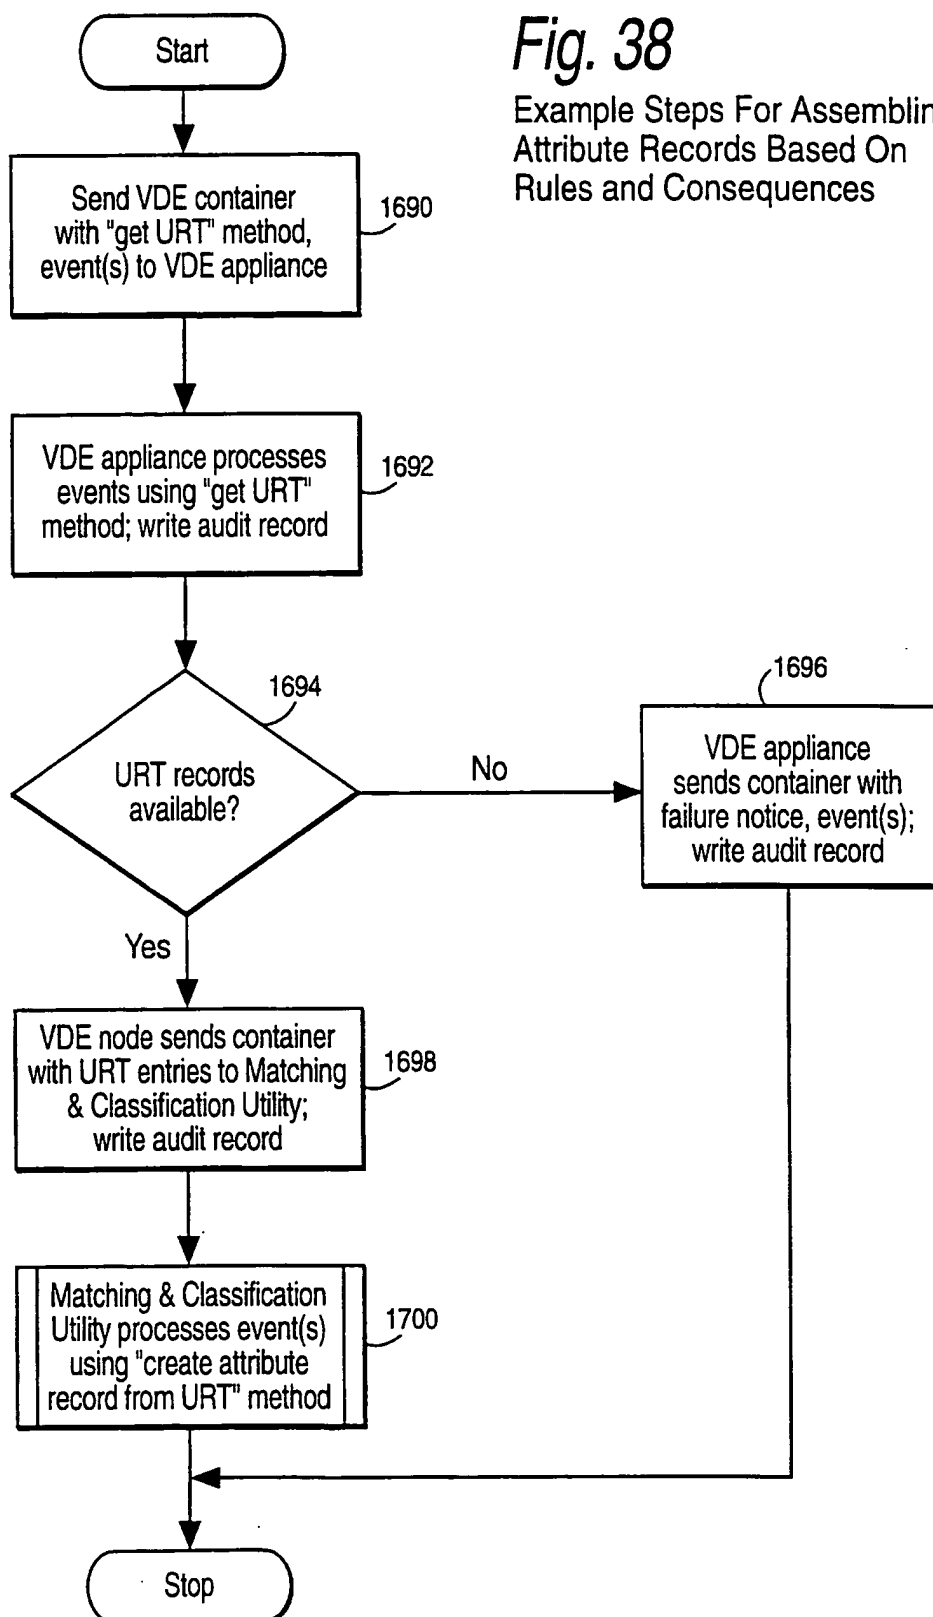 Fig. 38
Example Steps For Assemblin
Attribute Records Based On
Rules and Consequences
Start
Send VDE container
with "get URT" method,
event(s) to VDE appliance
1690
VDE appliance processes
events using "get URT"
method; write audit record
1692
URT records
available?
1694
No
1696
VDE appliance
sends container with
failure notice, event(s);
write audit record
Yes
VDE node sends container
with URT entries to Matching
& Classification Utility;
write audit record
1698
Matching & Classification
Utility processes event(s)
using "create attribute
record from URT" method
1700
Stop